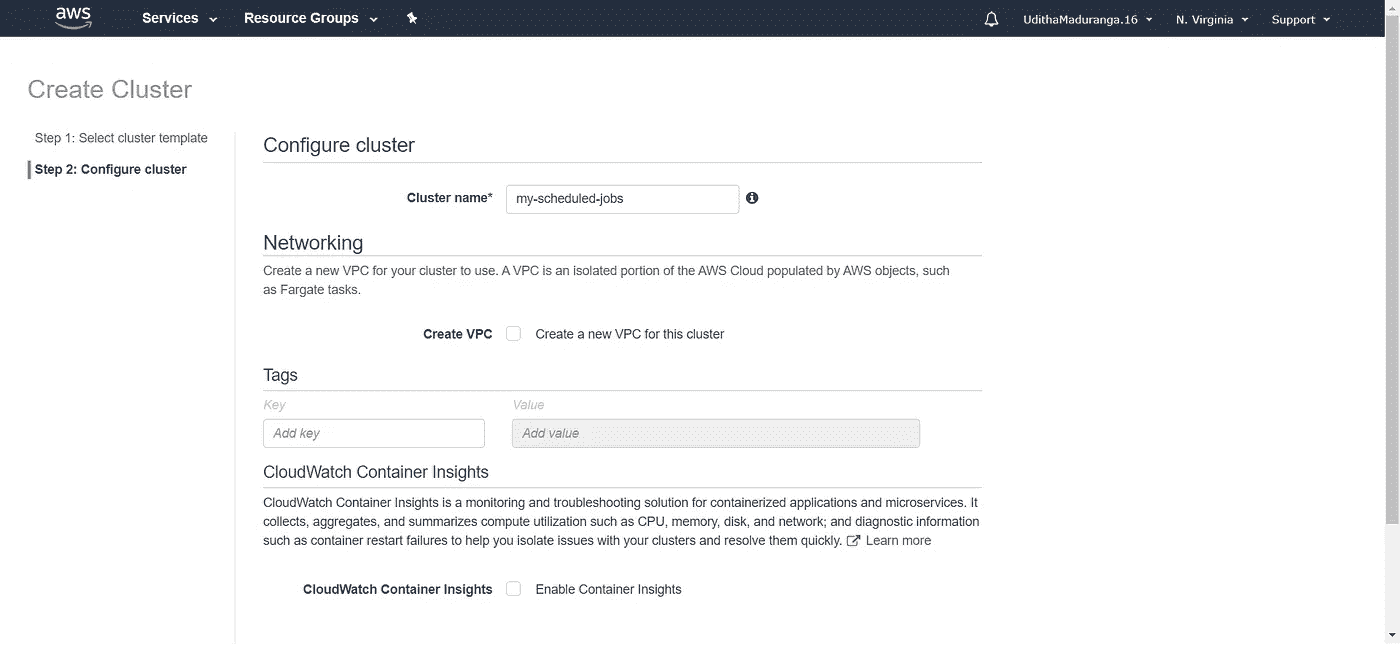 aws Services Resource Groups UdithaMaduranga.16 N. Virginia Support
Create Cluster
Step 1: Select cluster template
Step 2: Configure cluster
Configure cluster
Cluster name* my-scheduled-jobs
Networking
Create a new VPC for your cluster to use. A VPC is an isolated portion of the AWS Cloud populated by AWS objects, such
as Fargate tasks.
Create VPC Create a new VPC for this cluster
Tags
Key Value
Add key Add value
CloudWatch Container Insights
CloudWatch Container Insights is a monitoring and troubleshooting solution for containerized applications and microservices. It
collects, aggregates, and summarizes compute utilization such as CPU, memory, disk, and network; and diagnostic information
such as container restart failures to help you isolate issues with your clusters and resolve them quickly. Learn more
CloudWatch Container Insights Enable Container Insights